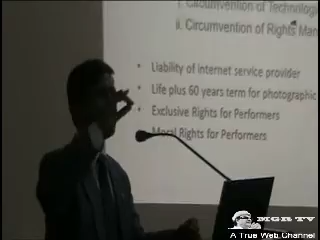 i. Circumvention of Technolog
ii. Circumvention of Rights Man
• Liability of internet service provider
• Life plus 60 years term for photographic
• Exclusive Rights for Performers
• Moral Rights for Performers
MGR TV
A True Web Channel